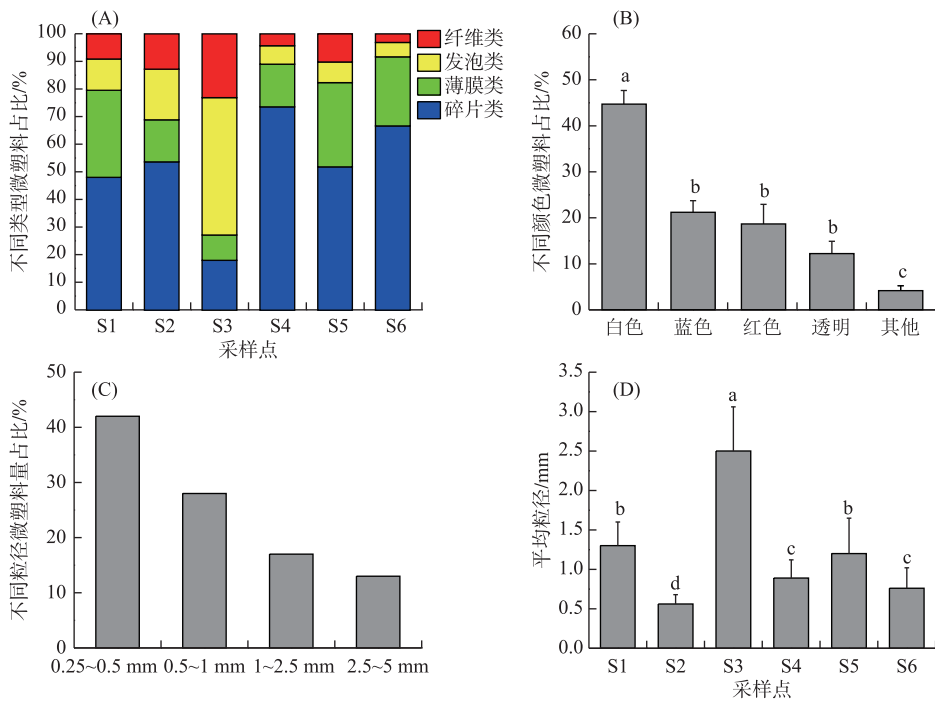 (A)
不同类型微塑料占比/%
100
90
80
70
60
50
40
30
20
10
0
S1 S2 S3 S4 S5 S6
采样点
纤维类
发泡类
薄膜类
碎片类
(B)
不同颜色微塑料占比/%
60
50
40
30
20
10
0
a
b
b
b
c
白色 蓝色 红色 透明 其他
(C)
不同粒径微塑料量占比/%
50
40
30
20
10
0
0.25~0.5 mm 0.5~1 mm 1~2.5 mm 2.5~5 mm
(D)
平均粒径/mm
3.5
3.0
2.5
2.0
1.5
1.0
0.5
0.0
b
d
a
c
b
c
S1 S2 S3 S4 S5 S6
采样点